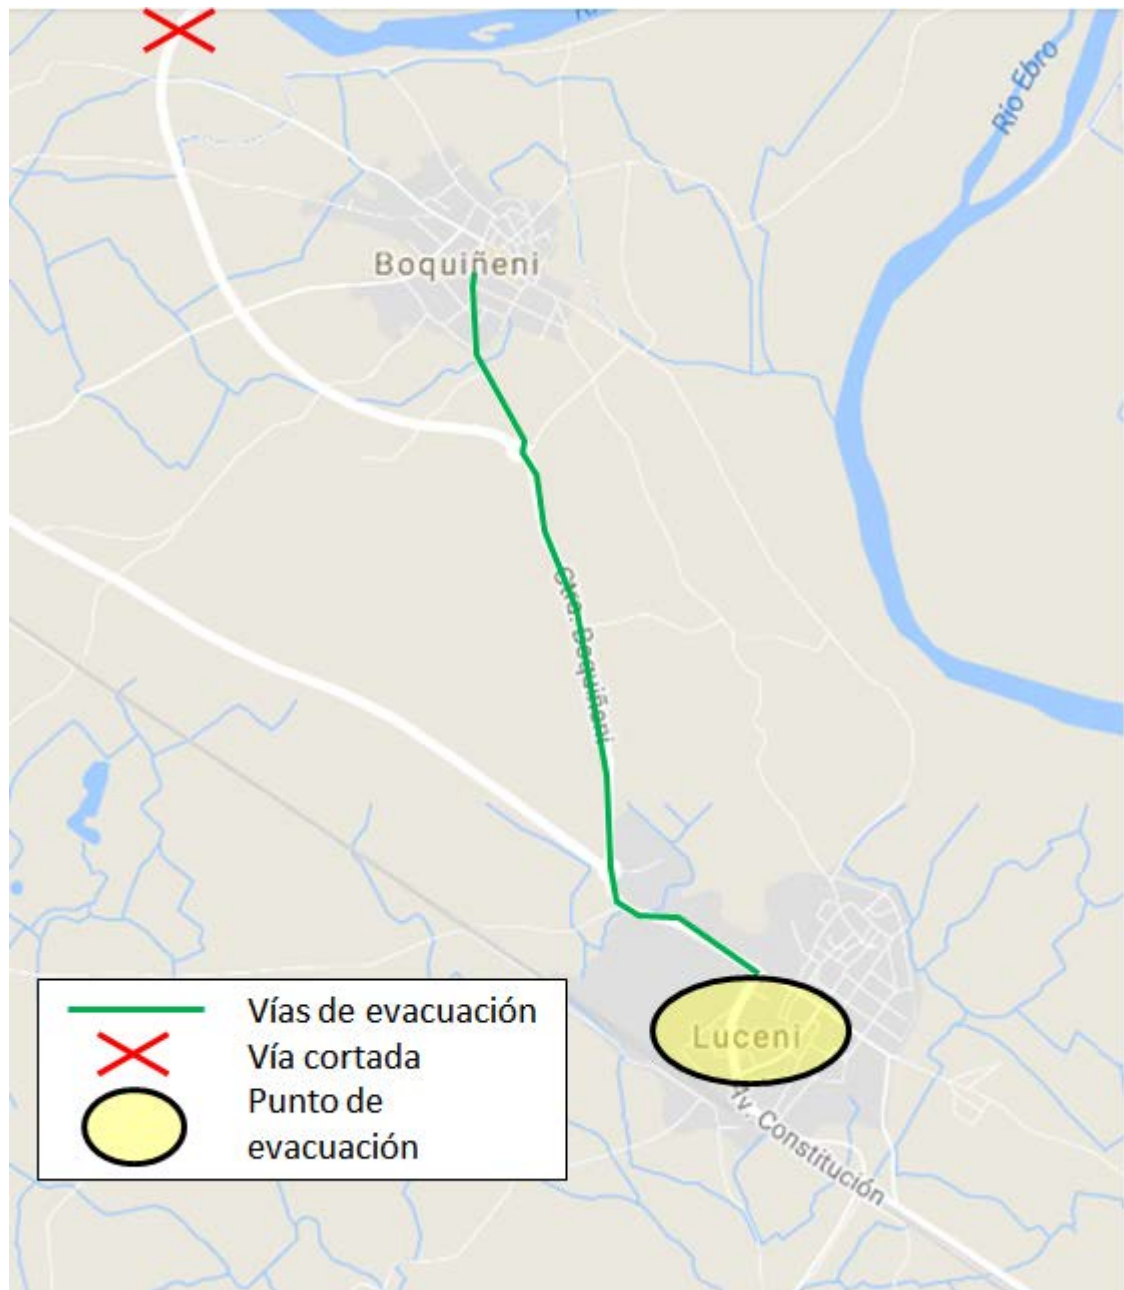 Río Ebro
Boquiñeni
Ctra. Boquiñeni
Luceni
Av. Constitución
Vías de evacuación
Vía cortada
Punto de
evacuación